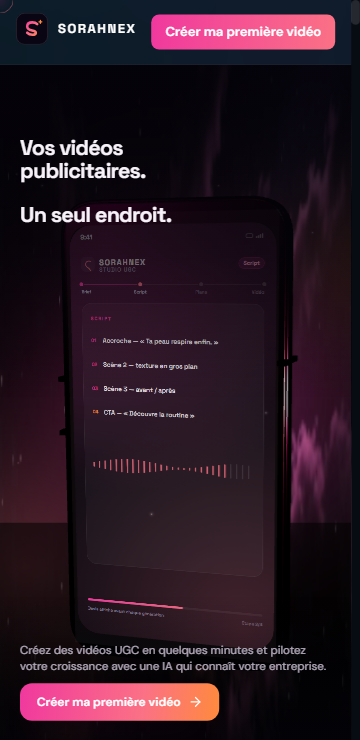 SORAHNEX
Créer ma première vidéo
Vos vidéos
publicitaires.
Un seul endroit.
9:41
SORAHNEX
STUDIO UGC
Script
Brief
Script
Vidéo
SCRIPT
01 Accroche — « Ta peau respire enfin. »
02 Scène 2 — texture en gros plan
03 Scène 3 — avant / après
04 CTA — « Découvre la routine »
Créez des vidéos UGC en quelques minutes et pilotez
votre croissance avec une IA qui connaît votre entreprise.
Créer ma première vidéo →